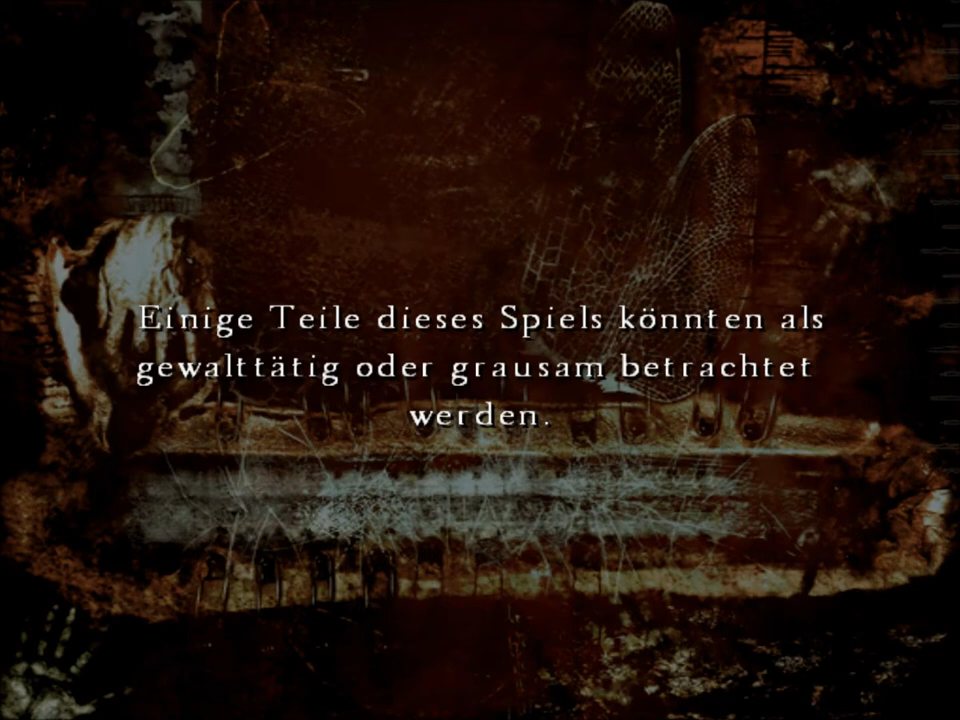 Einige Teile dieses Spiels könnten als
gewalttätig oder grausam betrachtet
werden.